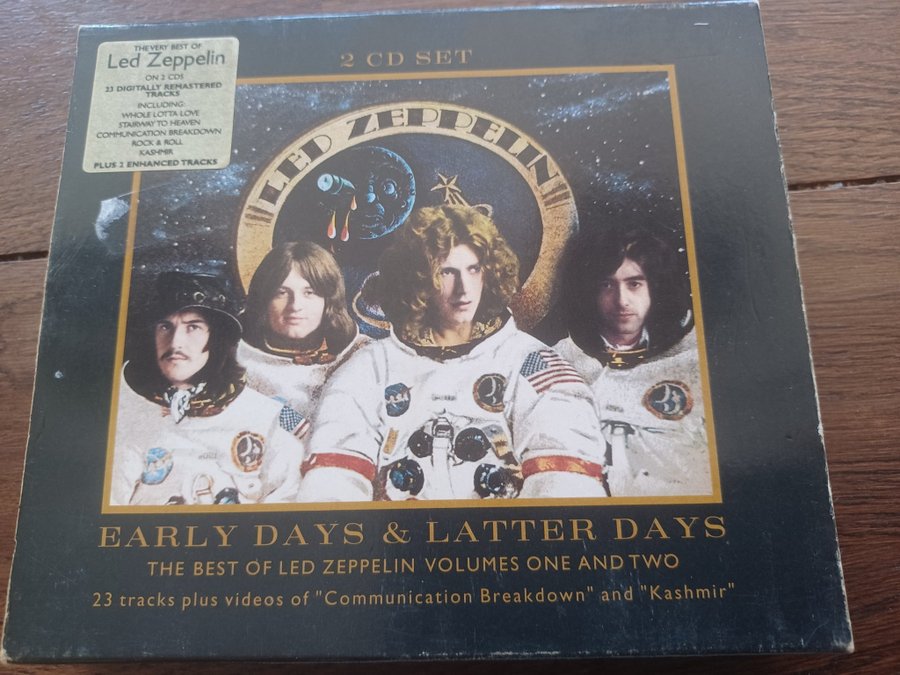 THE VERY BEST OF
Led Zeppelin
ON 2 CDS
23 DIGITALLY REMASTERED
TRACKS
INCLUDING:
WHOLE LOTTA LOVE
STAIRWAY TO HEAVEN
COMMUNICATION BREAKDOWN
ROCK & ROLL
KASHMIR
PLUS 2 ENHANCED TRACKS
2 CD SET
LED ZEPPELIN
NASA
EARLY DAYS & LATTER DAYS
THE BEST OF LED ZEPPELIN VOLUMES ONE AND TWO
23 tracks plus videos of "Communication Breakdown" and "Kashmir"